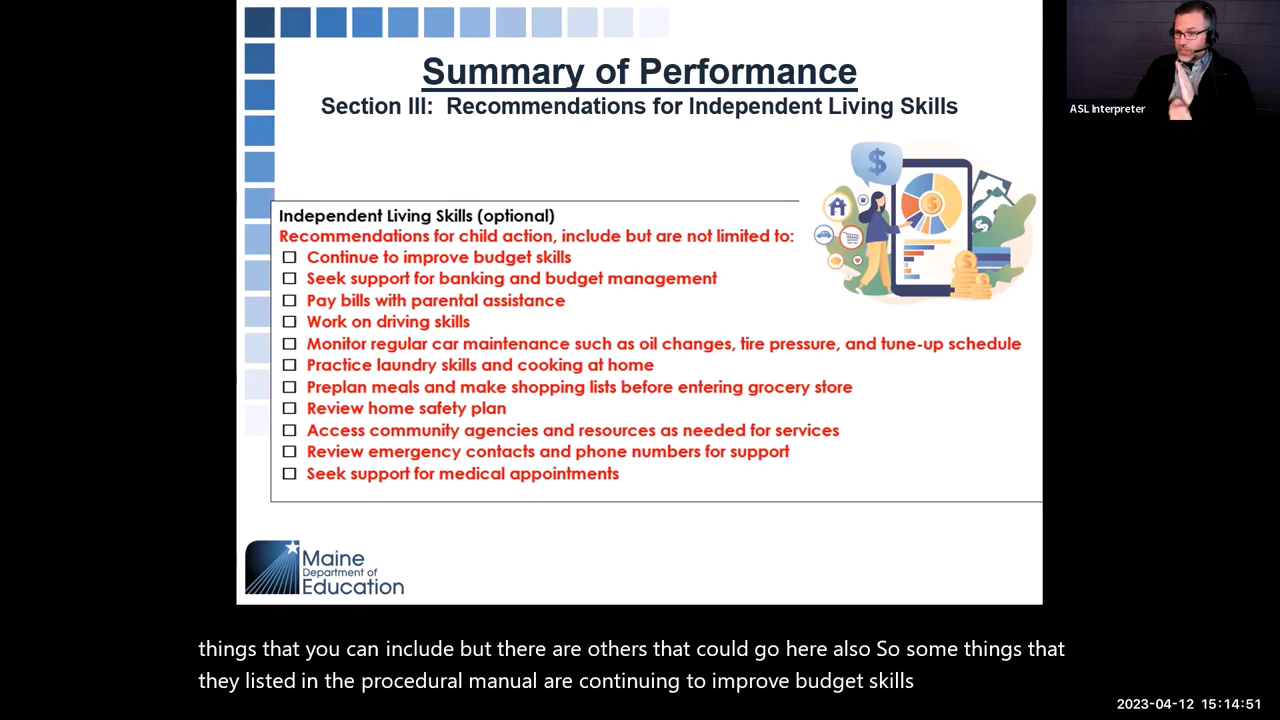 Summary of Performance
Section III: Recommendations for Independent Living Skills
ASL Interpreter
$
Independent Living Skills (optional)
Recommendations for child action, include but are not limited to:
☐ Continue to improve budget skills
☐ Seek support for banking and budget management
☐ Pay bills with parental assistance
☐ Work on driving skills
☐ Monitor regular car maintenance such as oil changes, tire pressure, and tune-up schedule
☐ Practice laundry skills and cooking at home
☐ Preplan meals and make shopping lists before entering grocery store
☐ Review home safety plan
☐ Access community agencies and resources as needed for services
☐ Review emergency contacts and phone numbers for support
☐ Seek support for medical appointments
Maine
Department of
Education
things that you can include but there are others that could go here also So some things that
they listed in the procedural manual are continuing to improve budget skills
2023-04-12 15:14:51